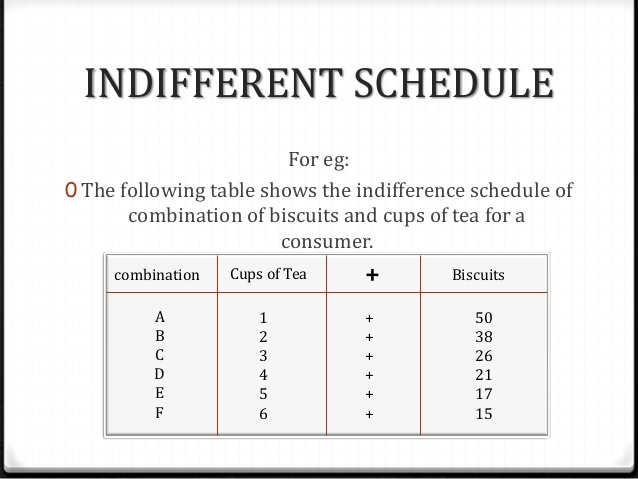 INDIFFERENT SCHEDULE
For eg:
The following table shows the indifference schedule of
combination of biscuits and cups of tea for a
consumer.
combination Cups of Tea + Biscuits
A 1 + 50
B 2 + 38
C 3 + 26
D 4 + 21
E 5 + 17
F 6 + 15